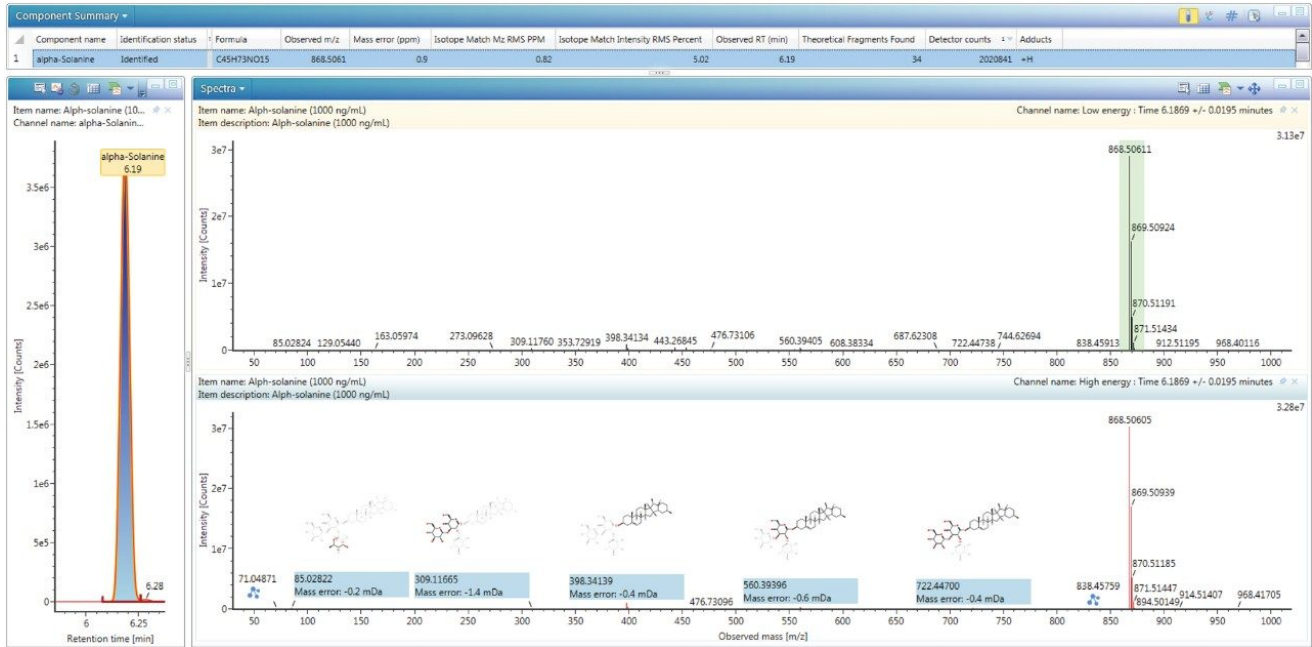 Component Summary
Component name Identification status Formula Observed m/z Mass error (ppm) Isotope Match Mz RMS PPM Isotope Match Intensity RMS Percent Observed RT (min) Theoretical Fragments Found Detector counts 1 Adducts
1 alpha-Solanine Identified C45H73NO15 868.5061 0.9 0.82 5.02 6.19 34 2020841 +H
Item name: Alph-solanine (10...
Channel name: alpha-Solanin...
alpha-Solanine
6.19
3.5e6
3e6
2.5e6
2e6
1.5e6
1e6
5e5
0
6.28
6 6.25
Intensity [Counts]
Retention time [min]
Spectra
Item name: Alph-solanine (1000 ng/mL) Channel name: Low energy : Time 6.1869 +/- 0.0195 minutes
Item description: Alph-solanine (1000 ng/mL)
3.13e7
3e7
2e7
1e7
0
Intensity [Counts]
868.50611
869.50924
870.51191
871.51434
85.02824 129.05440 163.05974 273.09628 309.11760 353.72919 398.34134 443.26845 476.73106 560.39405 608.38334 687.62308 722.44738 744.62694 838.45913 912.51195 968.40116
50 100 150 200 250 300 350 400 450 500 550 600 650 700 750 800 850 900 950 1000
Item name: Alph-solanine (1000 ng/mL) Channel name: High energy : Time 6.1869 +/- 0.0195 minutes
Item description: Alph-solanine (1000 ng/mL)
3.28e7
3e7
2e7
1e7
0
Intensity [Counts]
868.50605
869.50939
870.51185
871.51447
894.50149
914.51407
968.41705
838.45759
71.04871
85.02822
Mass error: -0.2 mDa
309.11665
Mass error: -1.4 mDa
398.34139
Mass error: -0.4 mDa
476.73096
560.39396
Mass error: -0.6 mDa
722.44700
Mass error: -0.4 mDa
50 100 150 200 250 300 350 400 450 500 550 600 650 700 750 800 850 900 950 1000
Observed mass [m/z]